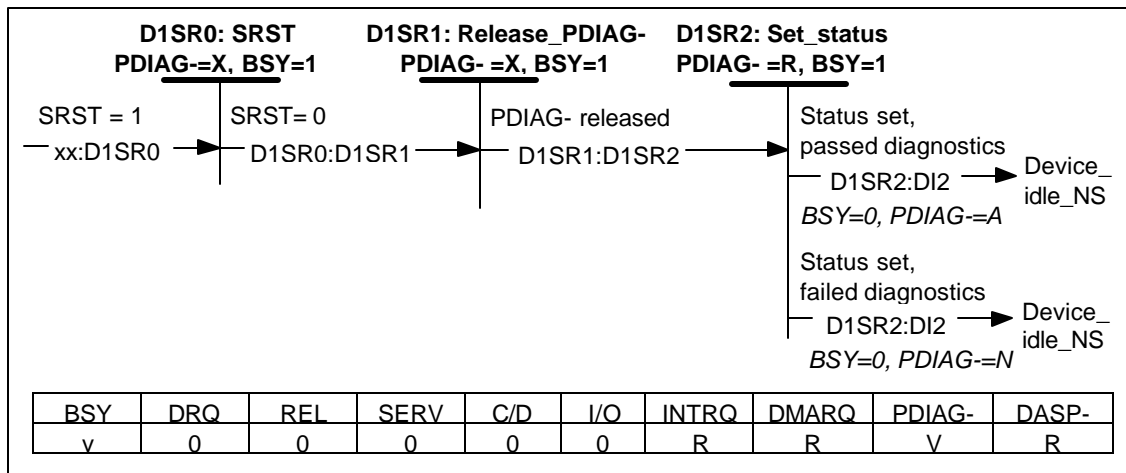 D1SR0: SRST
PDIAG-=X, BSY=1
D1SR1: Release_PDIAG-
PDIAG- =X, BSY=1
D1SR2: Set_status
PDIAG- =R, BSY=1
SRST = 1
xx:D1SR0
SRST= 0
D1SR0:D1SR1
PDIAG- released
D1SR1:D1SR2
Status set,
passed diagnostics
D1SR2:DI2
BSY=0, PDIAG-=A
Device_
idle_NS
Status set,
failed diagnostics
D1SR2:DI2
BSY=0, PDIAG-=N
Device_
idle_NS
BSY DRQ REL SERV C/D I/O INTRQ DMARQ PDIAG- DASP-
v 0 0 0 0 0 R R V R